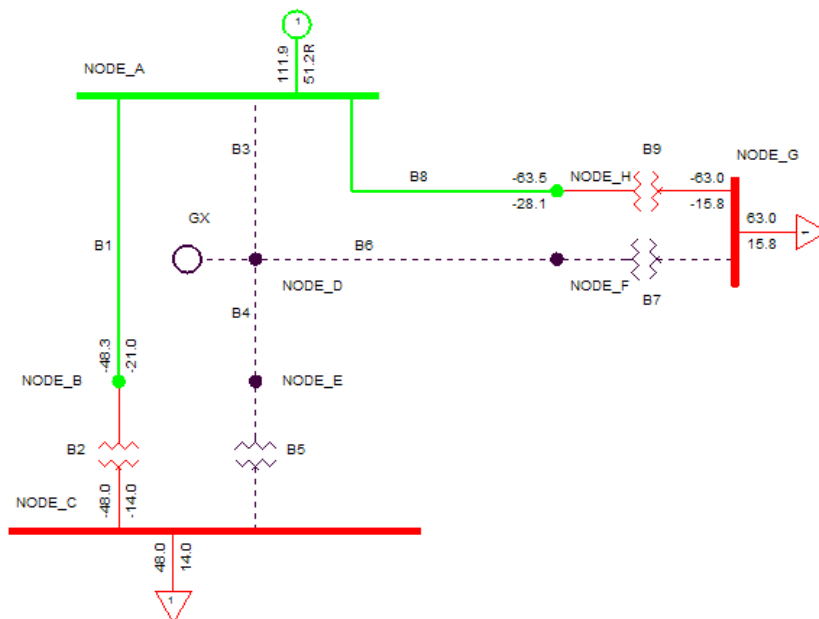 1
111.9
51.2R
NODE_A
B3
B9
NODE_G
B8
-63.5
NODE_H
-63.0
-28.1
-15.8
63.0
1
15.8
GX
B1
B6
NODE_D
NODE_F
B7
B4
-48.3
-21.0
NODE_B
NODE_E
B2
B5
-48.0
-14.0
NODE_C
48.0
14.0
1